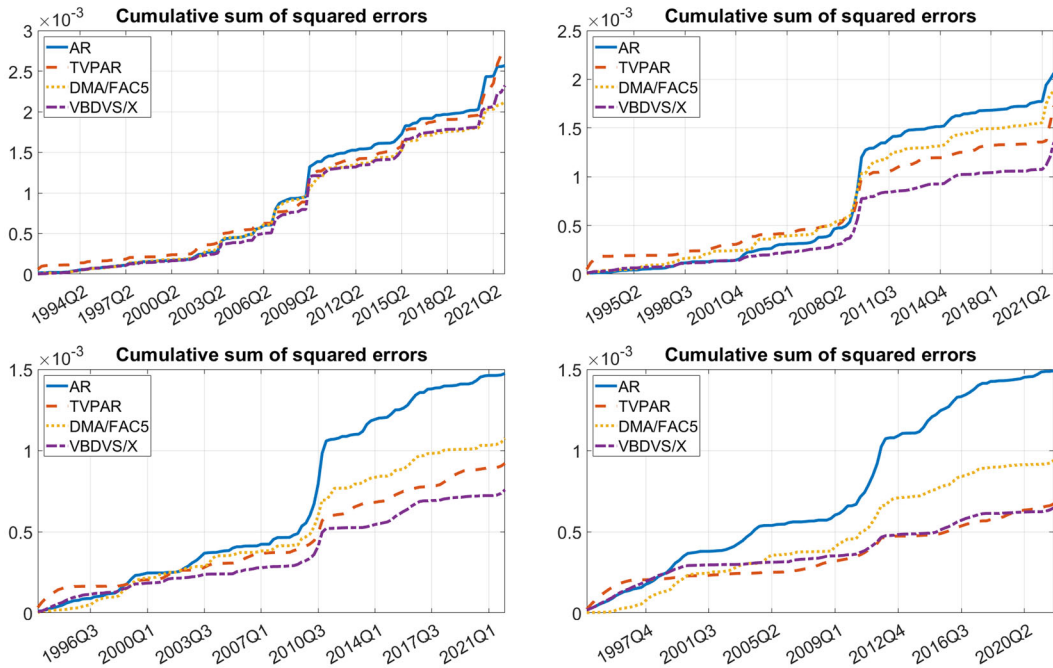 Cumulative sum of squared errors
×10⁻³
AR
TVPAR
DMA/FAC5
VBDVS/X
3
2.5
2
1.5
1
0.5
0
1994Q2 1997Q2 2000Q2 2003Q2 2006Q2 2009Q2 2012Q2 2015Q2 2018Q2 2021Q2
Cumulative sum of squared errors
×10⁻³
AR
TVPAR
DMA/FAC5
VBDVS/X
2.5
2
1.5
1
0.5
0
1995Q2 1998Q3 2001Q4 2005Q1 2008Q2 2011Q3 2014Q4 2018Q1 2021Q2
Cumulative sum of squared errors
×10⁻³
AR
TVPAR
DMA/FAC5
VBDVS/X
1.5
1
0.5
0
1996Q3 2000Q1 2003Q3 2007Q1 2010Q3 2014Q1 2017Q3 2021Q1
Cumulative sum of squared errors
×10⁻³
AR
TVPAR
DMA/FAC5
VBDVS/X
1.5
1
0.5
0
1997Q4 2001Q3 2005Q2 2009Q1 2012Q4 2016Q3 2020Q2